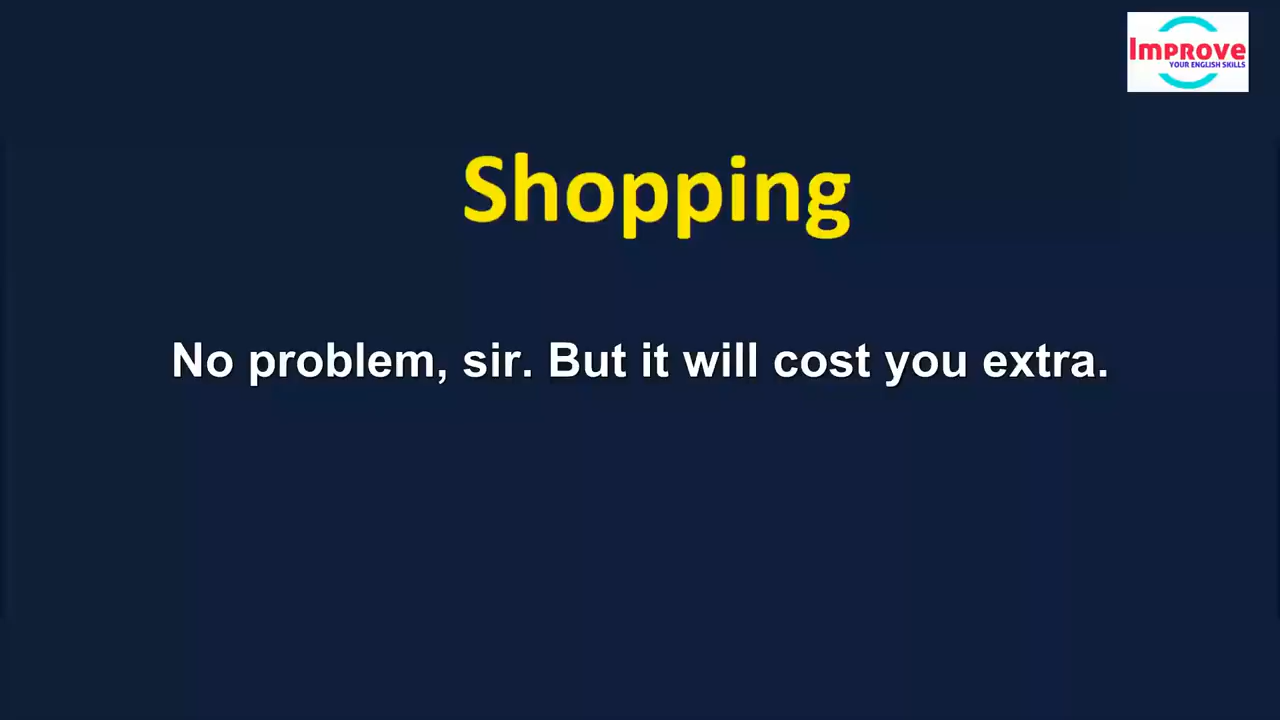 Improve
YOUR ENGLISH SKILLS
Shopping
No problem, sir. But it will cost you extra.